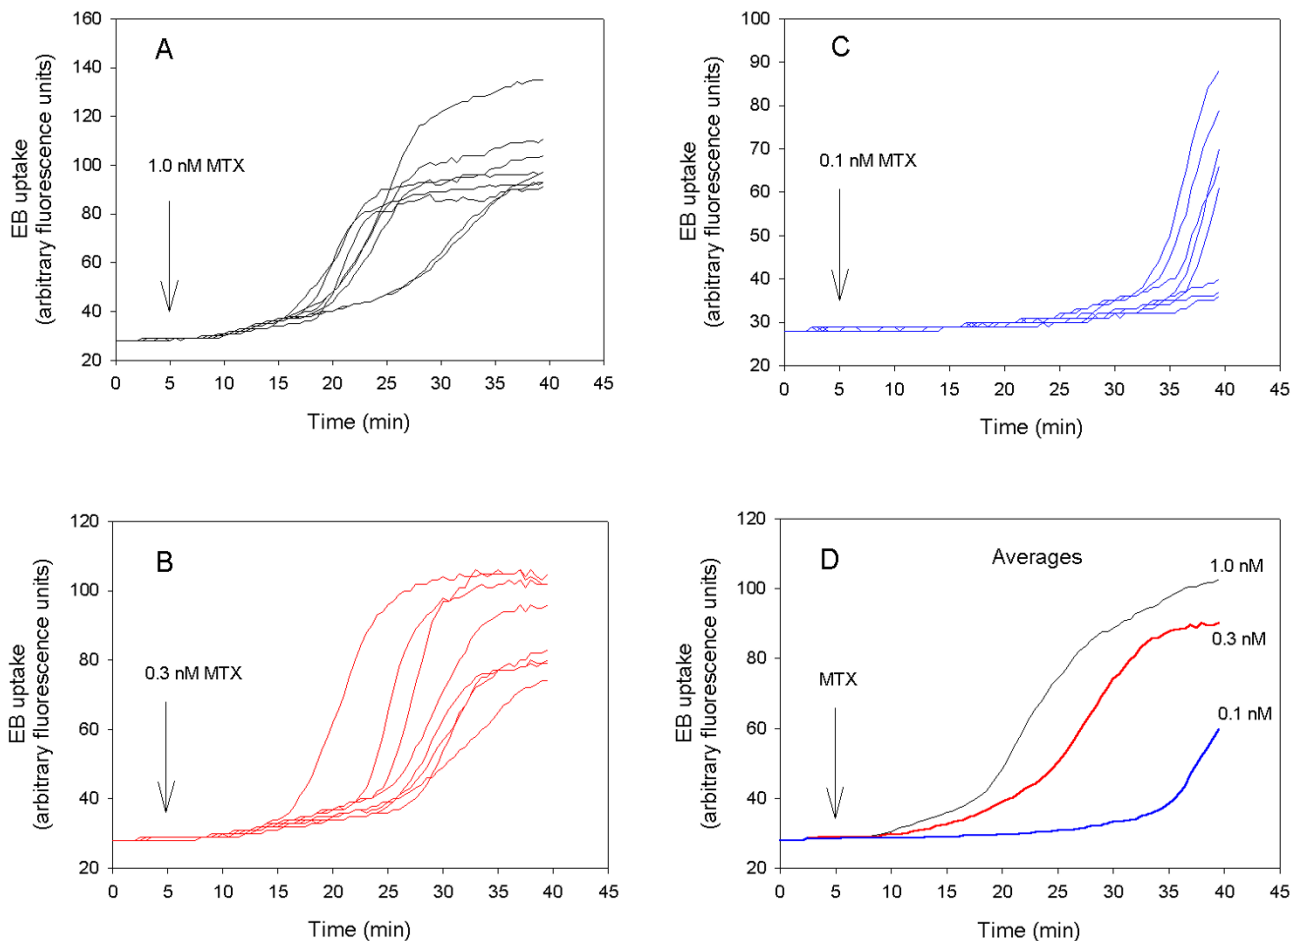 A
EB uptake
(arbitrary fluorescence units)
160
140
120
100
80
60
40
20
1.0 nM MTX
0 5 10 15 20 25 30 35 40 45
Time (min)
C
EB uptake
(arbitrary fluorescence units)
100
90
80
70
60
50
40
30
20
0.1 nM MTX
0 5 10 15 20 25 30 35 40 45
Time (min)
B
EB uptake
(arbitrary fluorescence units)
120
100
80
60
40
20
0.3 nM MTX
0 5 10 15 20 25 30 35 40 45
Time (min)
D
Averages
EB uptake
(arbitrary fluorescence units)
120
100
80
60
40
20
MTX
1.0 nM
0.3 nM
0.1 nM
0 5 10 15 20 25 30 35 40 45
Time (min)